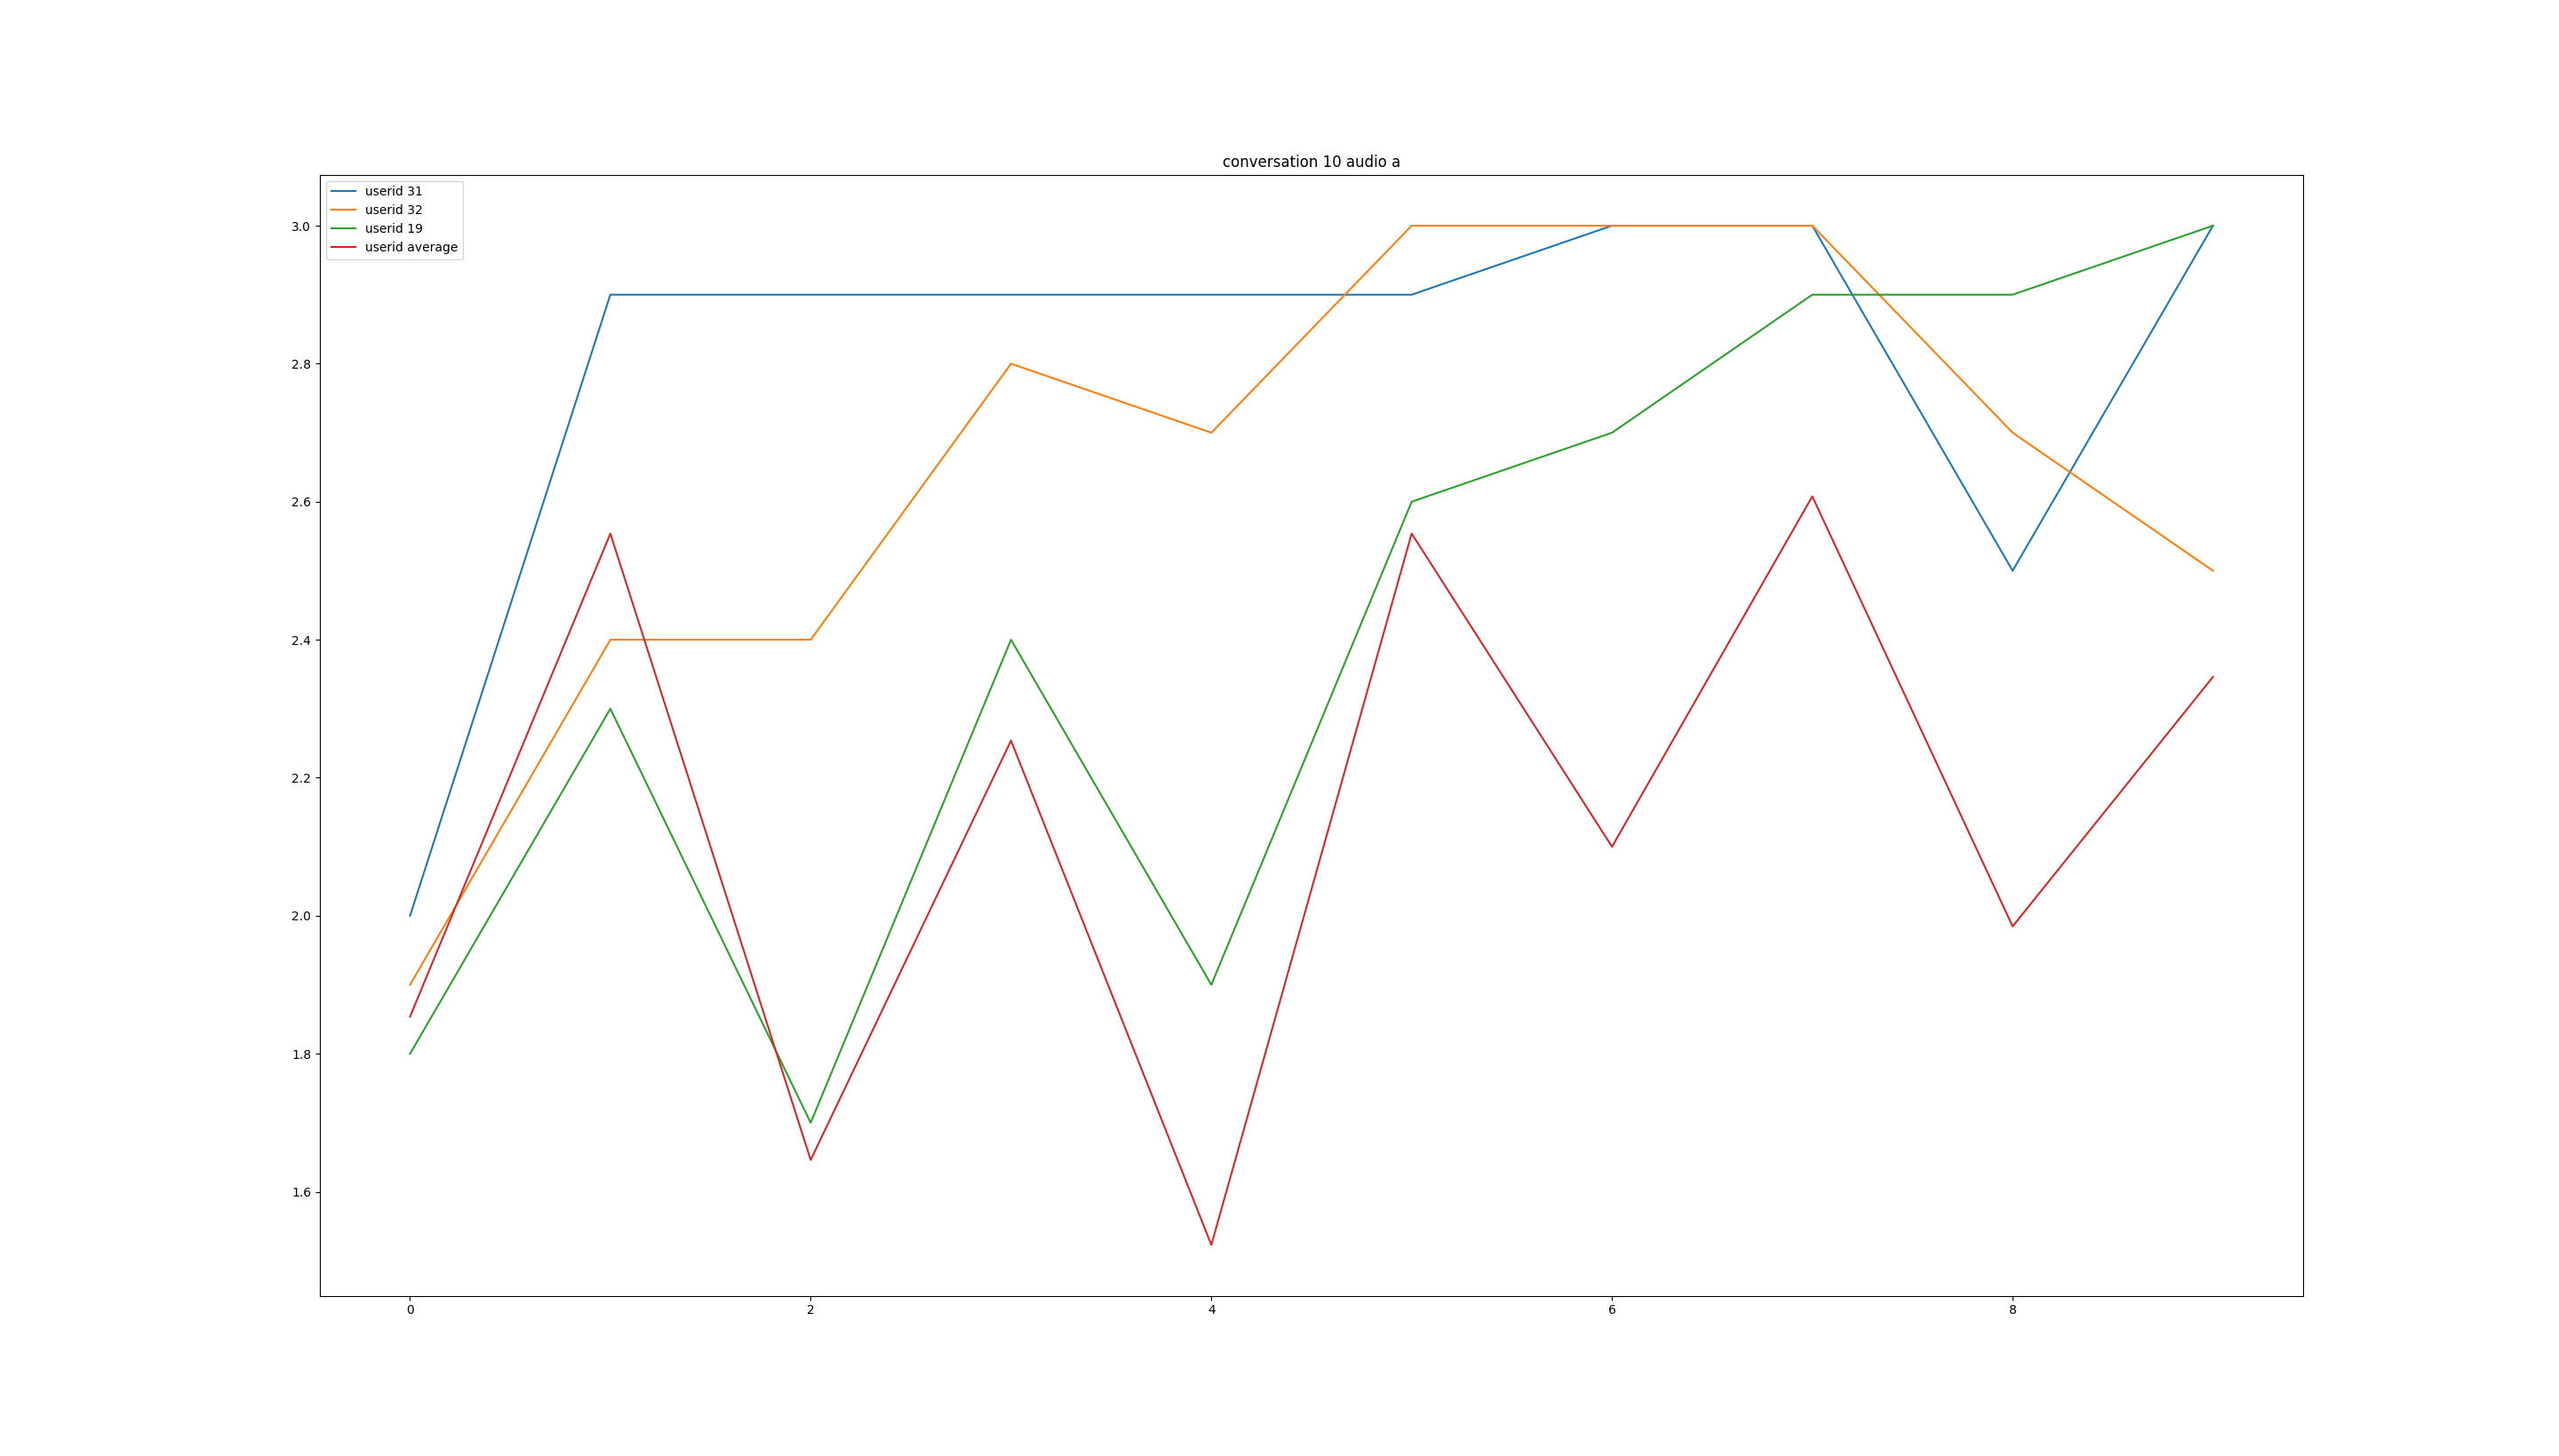 conversation 10 audio a
userid 31
userid 32
userid 19
userid average
3.0
2.8
2.6
2.4
2.2
2.0
1.8
1.6
0 2 4 6 8